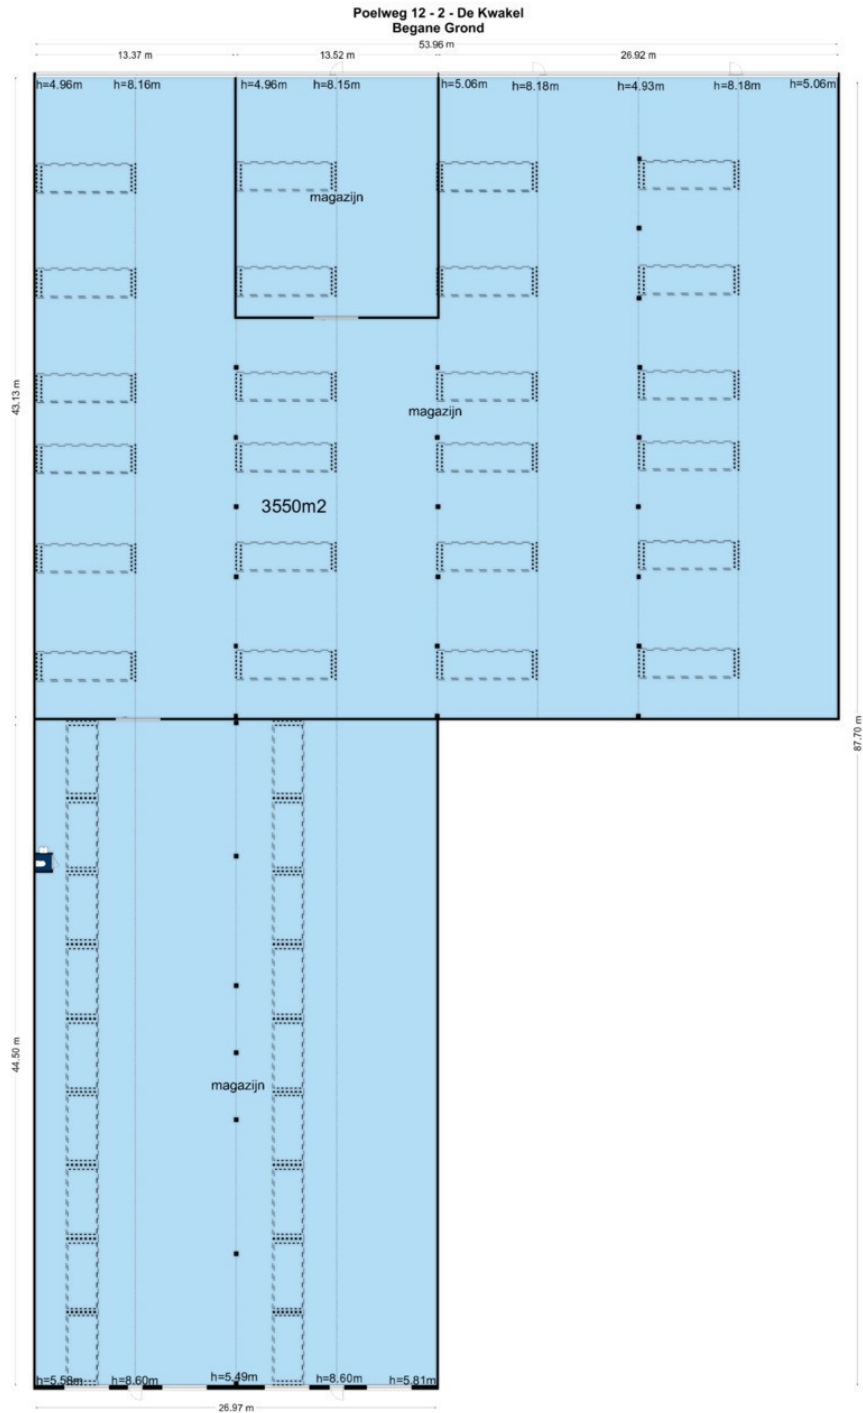 Poelweg 12 - 2 - De Kwakel
Begane Grond
53.96 m
13.37 m
13.52 m
26.92 m
h=4.96m
h=8.16m
h=4.96m
h=8.15m
h=5.06m
h=8.18m
h=4.93m
h=8.18m
h=5.06m
magazijn
43.13 m
magazijn
3550m2
87.70 m
44.50 m
magazijn
h=5.58m
h=8.60m
h=5.49m
h=8.60m
h=5.81m
26.97 m